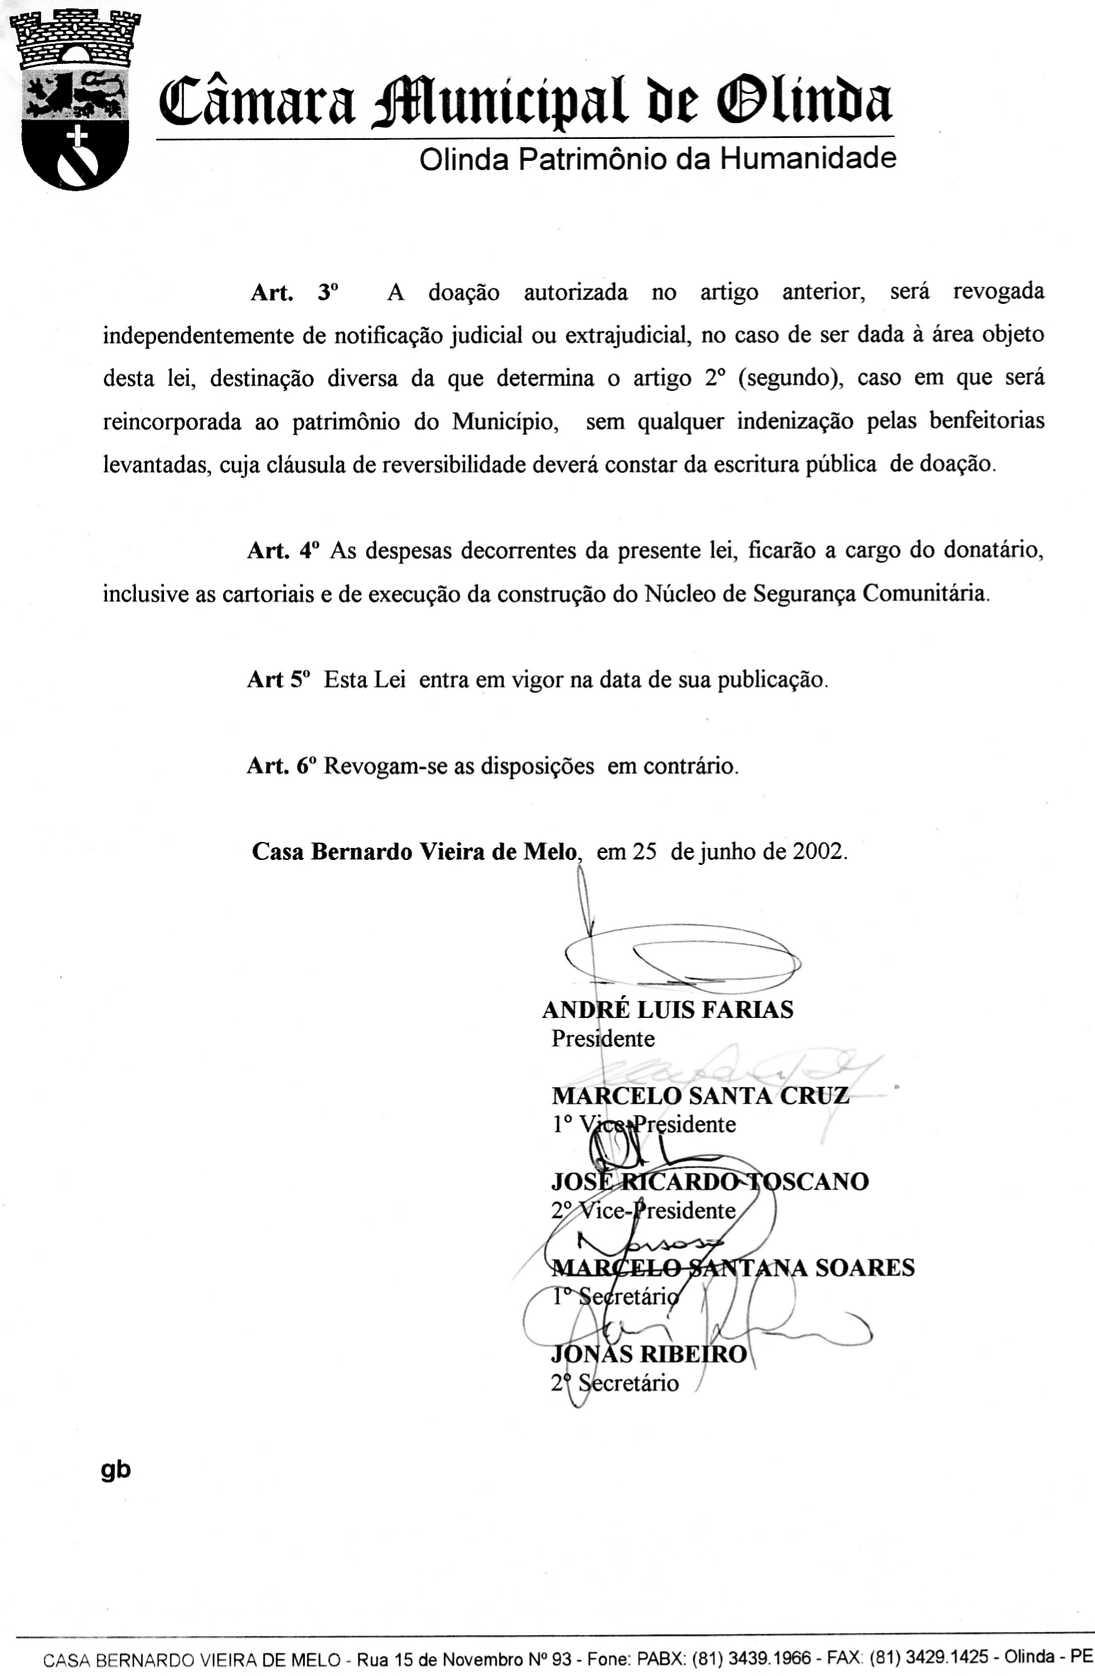 Câmara Municipal de Olinda
Olinda Patrimônio da Humanidade
Art. 3º A doação autorizada no artigo anterior, será revogada
independentemente de notificação judicial ou extrajudicial, no caso de ser dada à área objeto
desta lei, destinação diversa da que determina o artigo 2º (segundo), caso em que será
reincorporada ao patrimônio do Município, sem qualquer indenização pelas benfeitorias
levantadas, cuja cláusula de reversibilidade deverá constar da escritura pública de doação.
Art. 4º As despesas decorrentes da presente lei, ficarão a cargo do donatário,
inclusive as cartoriais e de execução da construção do Núcleo de Segurança Comunitária.
Art 5º Esta Lei entra em vigor na data de sua publicação.
Art. 6º Revogam-se as disposições em contrário.
Casa Bernardo Vieira de Melo, em 25 de junho de 2002.
ANDRÉ LUIS FARIAS
Presidente
MARCELO SANTA CRUZ
1º Vice-Presidente
JOSÉ RICARDO TOSCANO
2º Vice-Presidente
MARCELO SANTANA SOARES
1º Secretário
JONAS RIBEIRO
2º Secretário
gb
CASA BERNARDO VIEIRA DE MELO - Rua 15 de Novembro Nº 93 - Fone: PABX: (81) 3439.1966 - FAX: (81) 3429.1425 - Olinda - PE